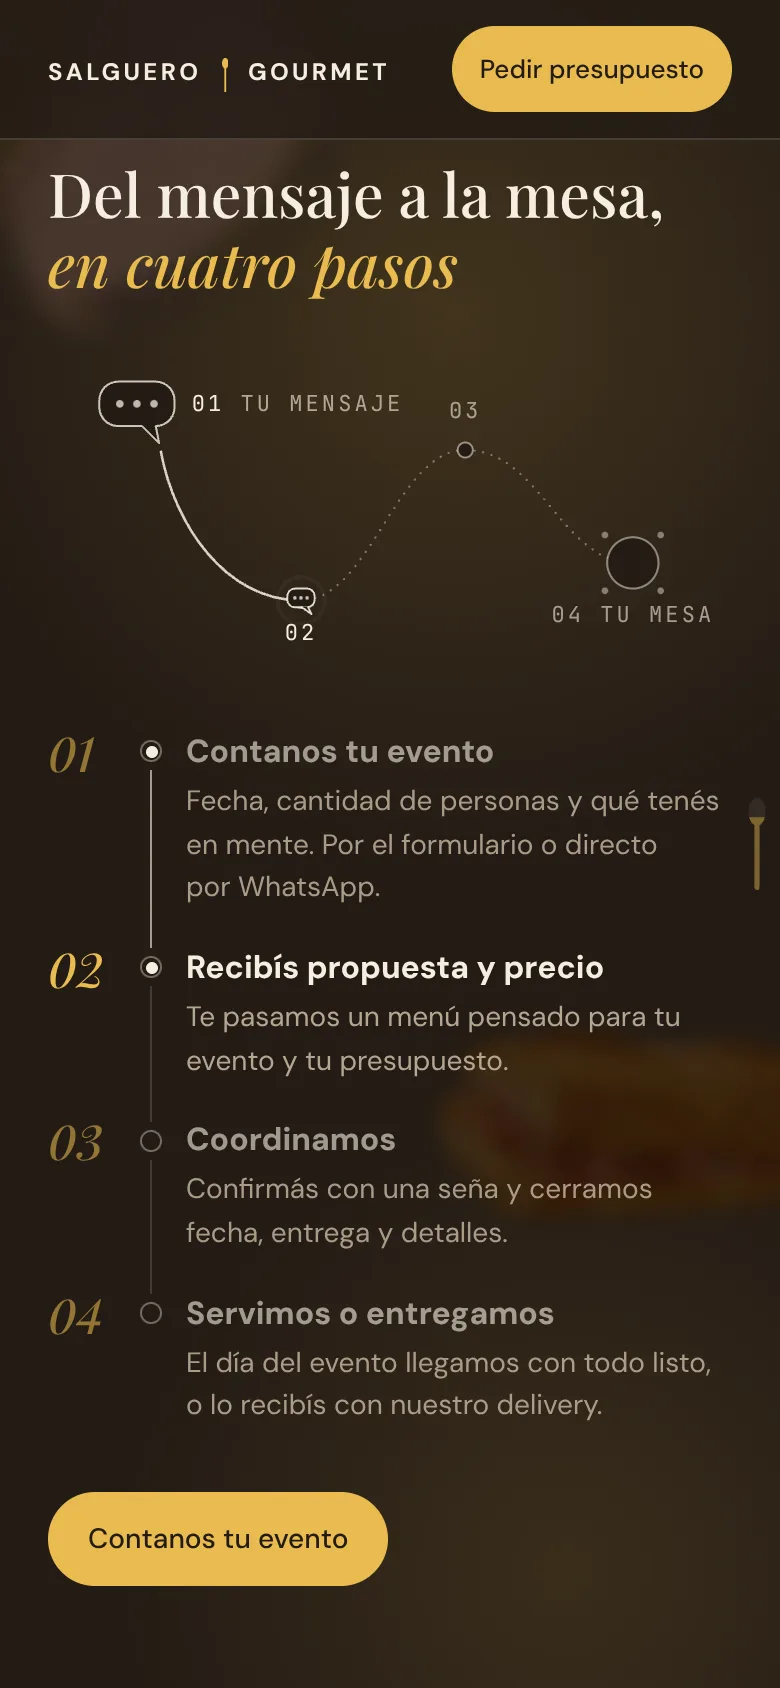 SALGUERO GOURMET
Pedir presupuesto
Del mensaje a la mesa,
en cuatro pasos
01 TU MENSAJE
03
02
04 TU MESA
01 Contanos tu evento
Fecha, cantidad de personas y qué tenés
en mente. Por el formulario o directo
por WhatsApp.
02 Recibís propuesta y precio
Te pasamos un menú pensado para tu
evento y tu presupuesto.
03 Coordinamos
Confirmás con una seña y cerramos
fecha, entrega y detalles.
04 Servimos o entregamos
El día del evento llegamos con todo listo,
o lo recibís con nuestro delivery.
Contanos tu evento